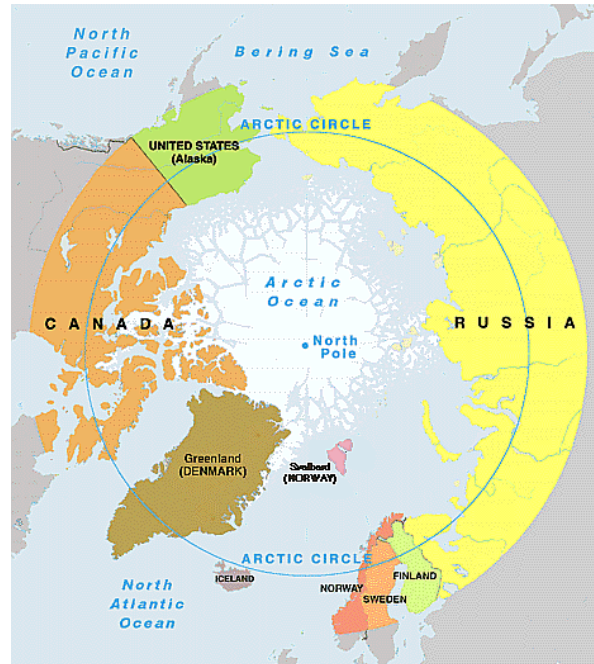 North
Pacific
Ocean
Bering Sea
ARCTIC CIRCLE
UNITED STATES
(Alaska)
Arctic
Ocean
CANADA
RUSSIA
North
Pole
Greenland
(DENMARK)
Svalbard
(NORWAY)
ARCTIC CIRCLE
ICELAND
FINLAND
NORWAY
SWEDEN
North
Atlantic
Ocean